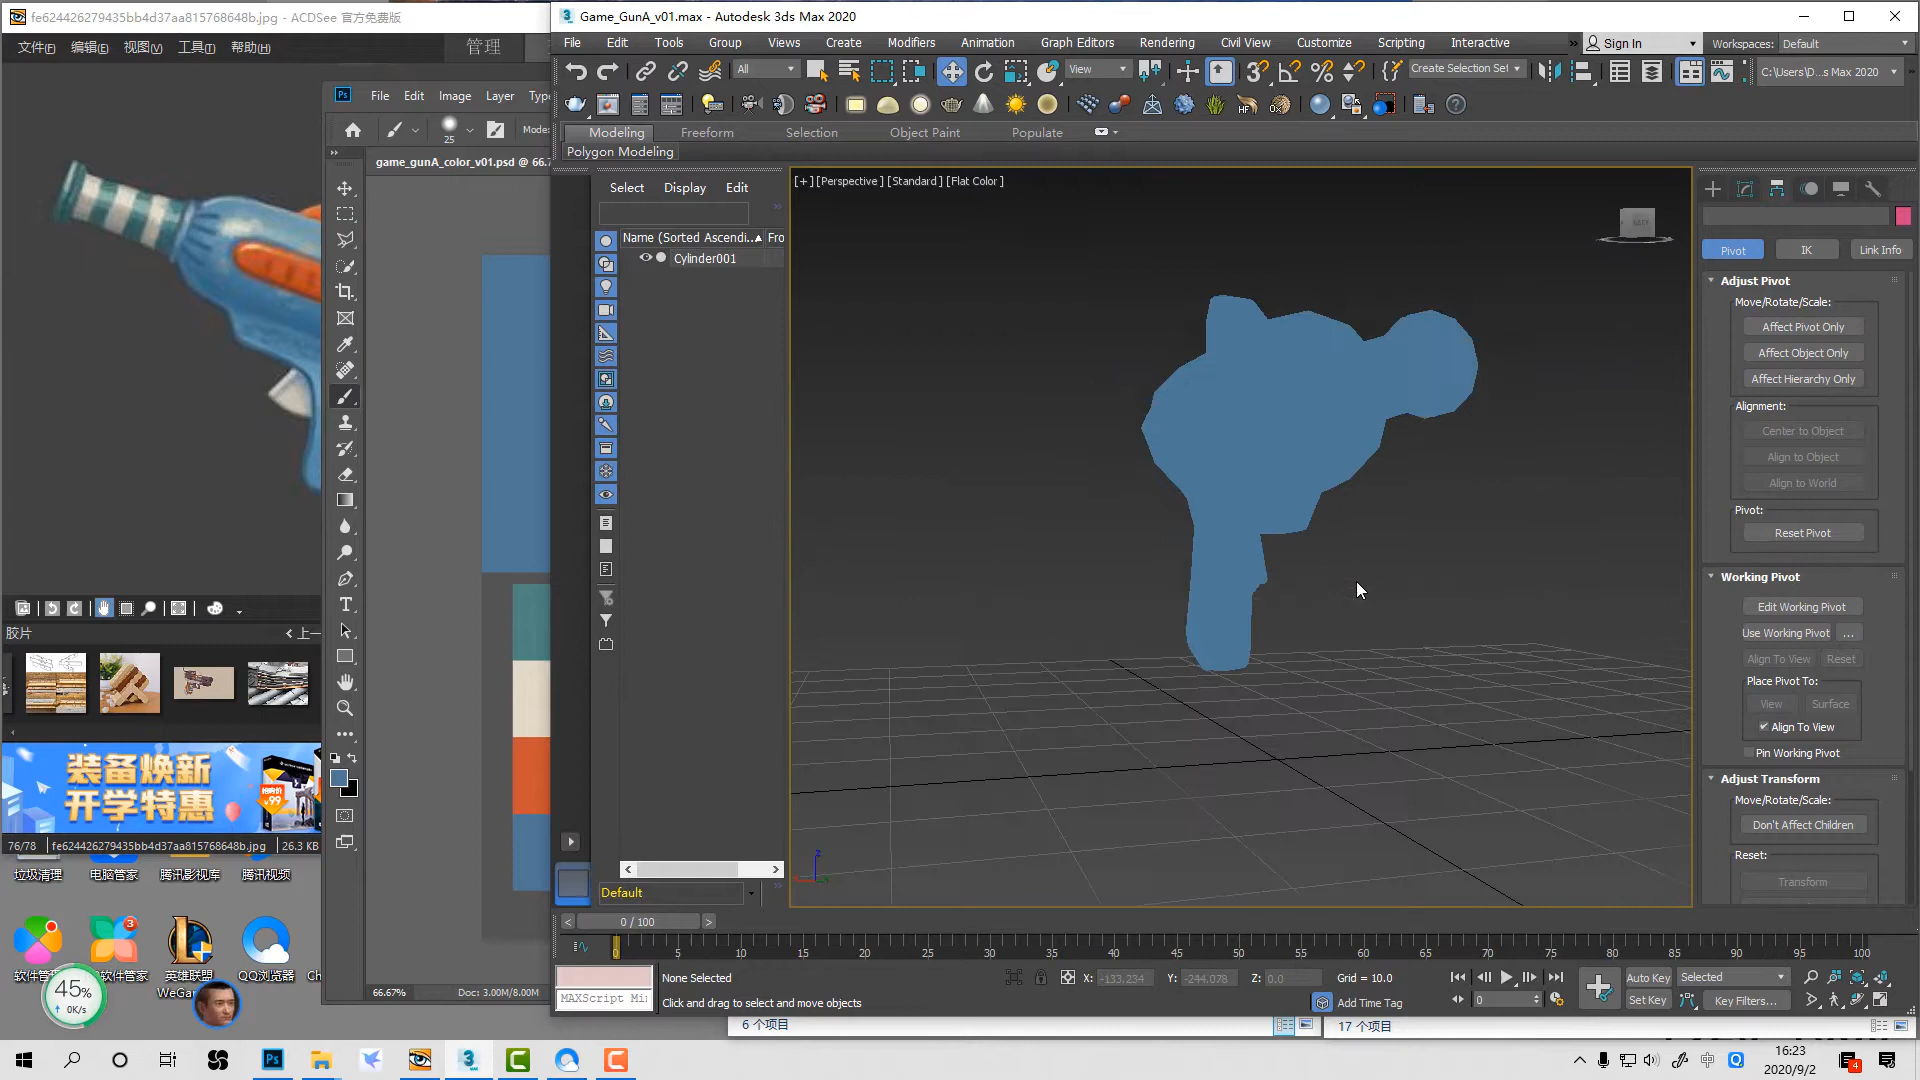 fe624426279435bb4d37aa815768648b.jpg - ACDSee 官方免费版
文件(F) 编辑(E) 视图(V) 工具(T) 帮助(H)
管理
File Edit Image Layer Type
25 Mode:
game_gunA_color_v01.psd @ 66.7
66.67% Doc: 3.00M/8.00M
胶片
上一
装备焕新
开学特惠
¥99
76/78 fe624426279435bb4d37aa815768648b.jpg 26.3 KB
垃圾清理 电脑管家 腾讯影视库 腾讯视频
软件管家 英雄联盟 QQ浏览器 Ch
WeGam
45%
↑ 0K/s
Game_GunA_v01.max - Autodesk 3ds Max 2020
File Edit Tools Group Views Create Modifiers Animation Graph Editors Rendering Civil View Customize Scripting Interactive
Sign In
Workspaces: Default
All
View
Create Selection Set
C:\Users\D...s Max 2020
Modeling Freeform Selection Object Paint Populate
Polygon Modeling
Select Display Edit
Name (Sorted Ascendi... Fro
Cylinder001
Default
[+] [Perspective] [Standard] [Flat Color]
BACK
z
Pivot IK Link Info
Adjust Pivot
Move/Rotate/Scale:
Affect Pivot Only
Affect Object Only
Affect Hierarchy Only
Alignment:
Center to Object
Align to Object
Align to World
Pivot:
Reset Pivot
Working Pivot
Edit Working Pivot
Use Working Pivot ...
Align To View Reset
Place Pivot To:
View Surface
Align To View
Pin Working Pivot
Adjust Transform
Move/Rotate/Scale:
Don't Affect Children
Reset:
Transform
0 / 100
0 5 10 15 20 25 30 35 40 45 50 55 60 65 70 75 80 85 90 95 100
None Selected
X: -133.234 Y: -244.078 Z: 0.0 Grid = 10.0
MAXScript Mi
Click and drag to select and move objects
Add Time Tag
0
Auto Key Selected
Set Key Key Filters...
6 个项目
17 个项目
16:23
2020/9/2
中
4